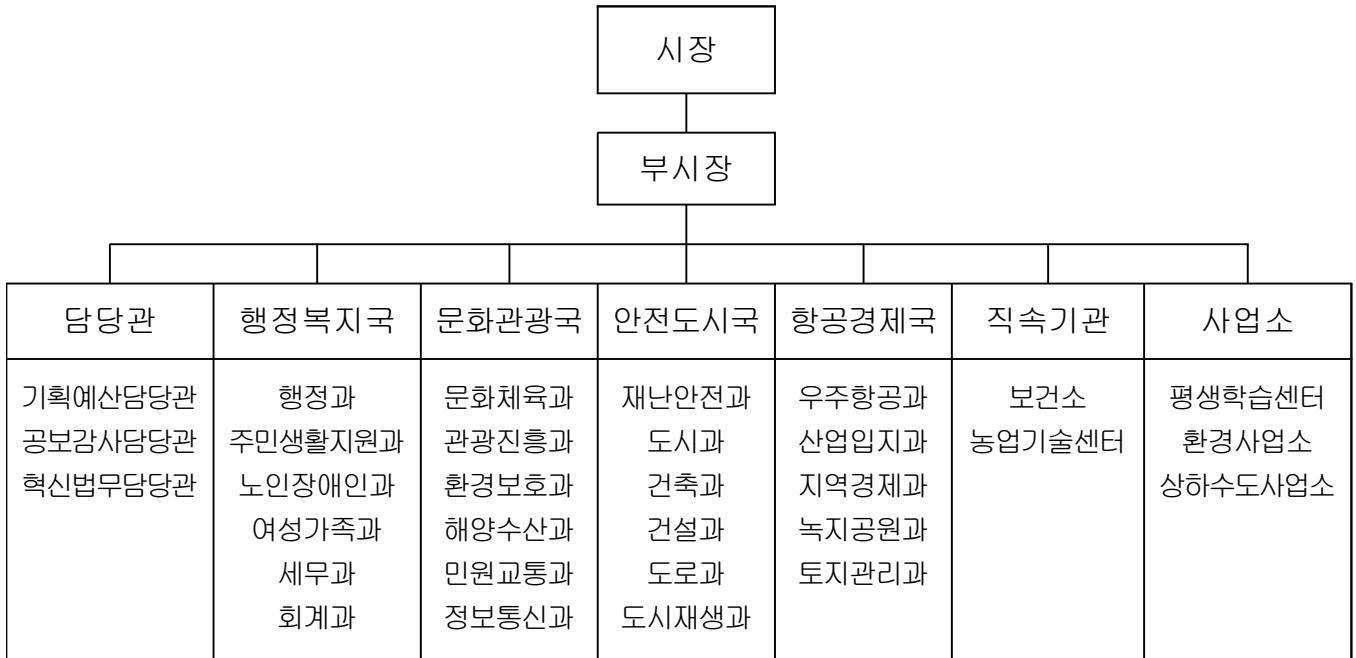 시장
부시장
담당관
행정복지국
문화관광국
안전도시국
항공경제국
직속기관
사업소
기획예산담당관
공보감사담당관
혁신법무담당관
행정과
주민생활지원과
노인장애인과
여성가족과
세무과
회계과
문화체육과
관광진흥과
환경보호과
해양수산과
민원교통과
정보통신과
재난안전과
도시과
건축과
건설과
도로과
도시재생과
우주항공과
산업입지과
지역경제과
녹지공원과
토지관리과
보건소
농업기술센터
평생학습센터
환경사업소
상하수도사업소